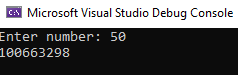 Microsoft Visual Studio Debug Console
Enter number: 50
100663298